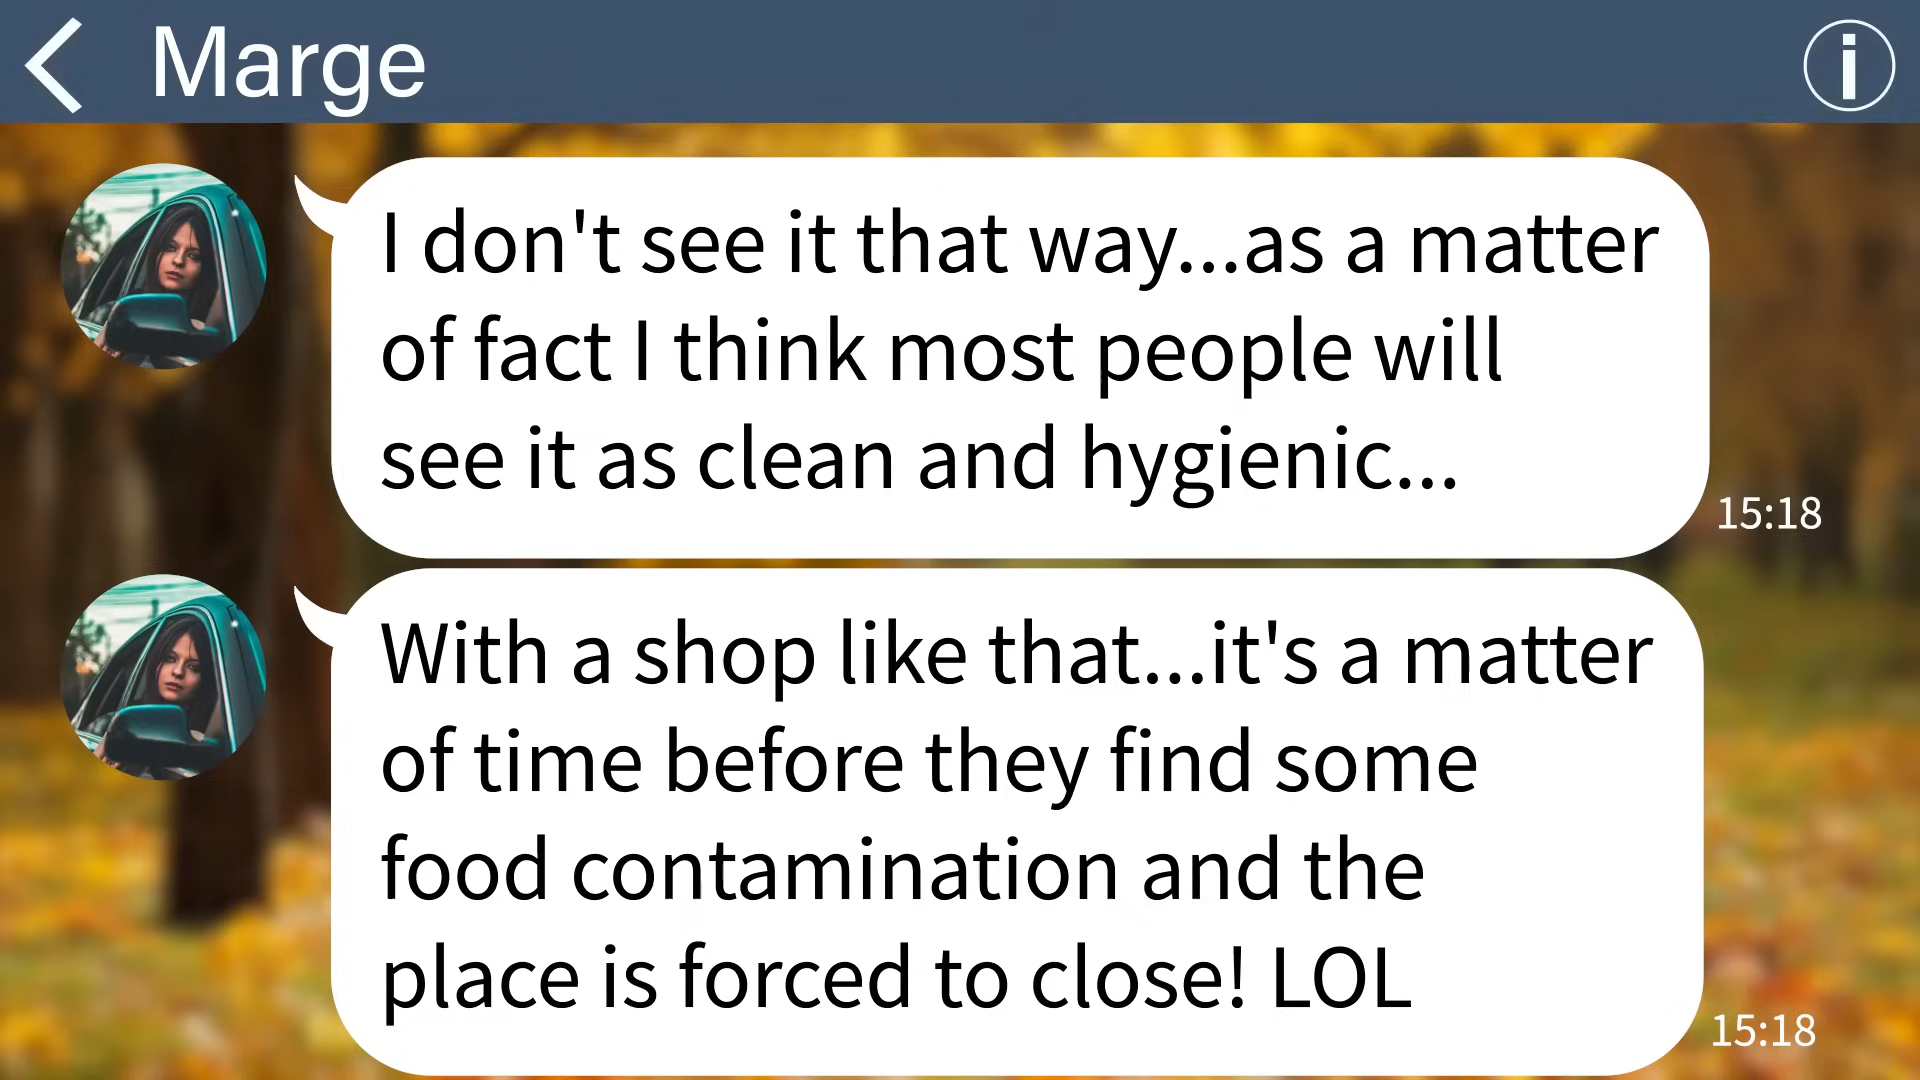 Marge
I don't see it that way...as a matter
of fact I think most people will
see it as clean and hygienic...
15:18
With a shop like that...it's a matter
of time before they find some
food contamination and the
place is forced to close! LOL
15:18